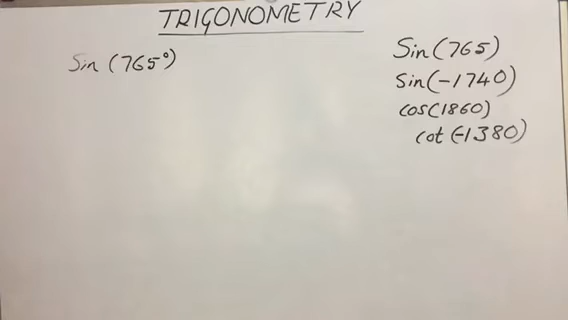 TRIGONOMETRY
Sin (765°)
Sin(765)
Sin(-1740)
cos(1860)
cot (-1380)